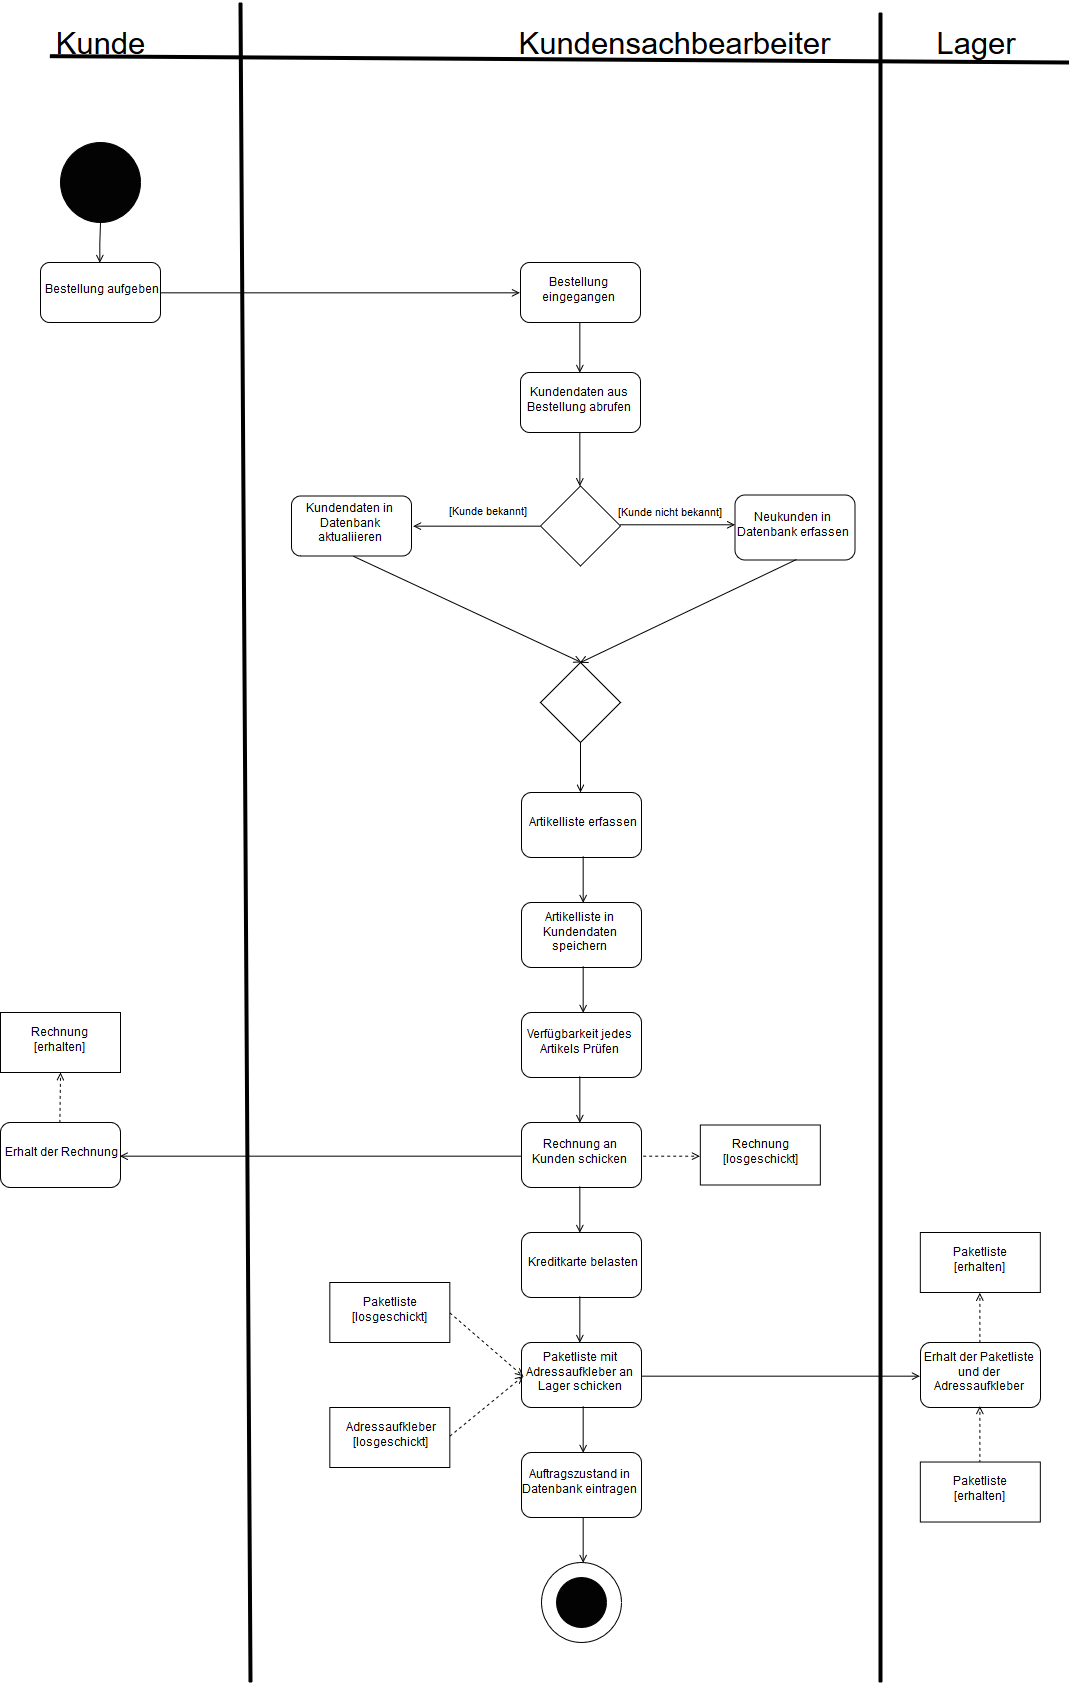 Kunde
Kundensachbearbeiter
Lager
Bestellung aufgeben
Bestellung
eingegangen
Kundendaten aus
Bestellung abrufen
Kundendaten in
Datenbank
aktualiieren
[Kunde bekannt]
[Kunde nicht bekannt]
Neukunden in
Datenbank erfassen
Artikelliste erfassen
Artikelliste in
Kundendaten
speichern
Rechnung
[erhalten]
Verfügbarkeit jedes
Artikels Prüfen
Erhalt der Rechnung
Rechnung an
Kunden schicken
Rechnung
[losgeschickt]
Kreditkarte belasten
Paketliste
[erhalten]
Paketliste
[losgeschickt]
Paketliste mit
Adressaufkleber an
Lager schicken
Erhalt der Paketliste
und der
Adressaufkleber
Adressaufkleber
[losgeschickt]
Auftragszustand in
Datenbank eintragen
Paketliste
[erhalten]